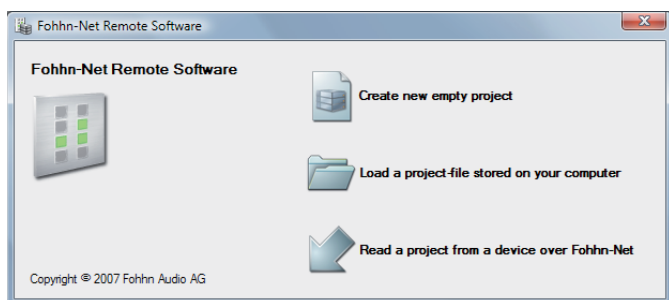 Fohhn-Net Remote Software
Fohhn-Net Remote Software
Create new empty project
Load a project-file stored on your computer
Read a project from a device over Fohhn-Net
Copyright © 2007 Fohhn Audio AG